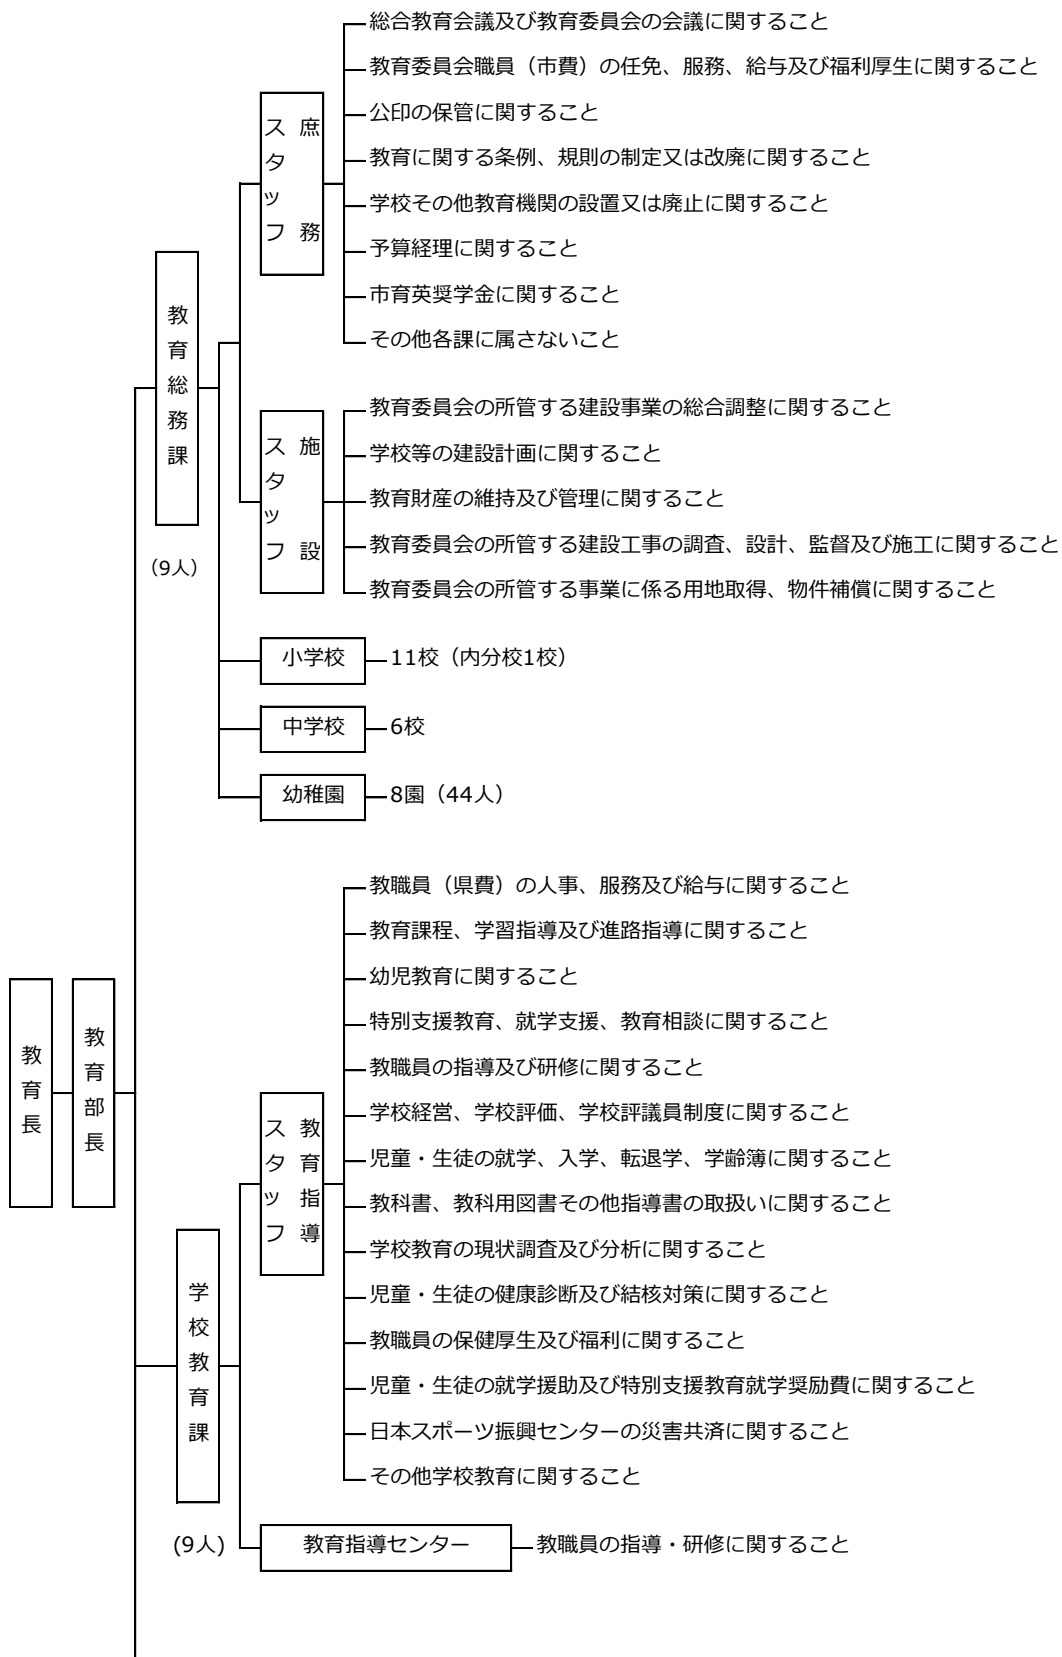 教育長
教育部長
教育総務課
（9人）
庶務スタッフ
総合教育会議及び教育委員会の会議に関すること
教育委員会職員（市費）の任免、服務、給与及び福利厚生に関すること
公印の保管に関すること
教育に関する条例、規則の制定又は改廃に関すること
学校その他教育機関の設置又は廃止に関すること
予算経理に関すること
市育英奨学金に関すること
その他各課に属さないこと
施設スタッフ
教育委員会の所管する建設事業の総合調整に関すること
学校等の建設計画に関すること
教育財産の維持及び管理に関すること
教育委員会の所管する建設工事の調査、設計、監督及び施工に関すること
教育委員会の所管する事業に係る用地取得、物件補償に関すること
小学校
11校（内分校1校）
中学校
6校
幼稚園
8園（44人）
学校教育課
(9人)
教育指導スタッフ
教職員（県費）の人事、服務及び給与に関すること
教育課程、学習指導及び進路指導に関すること
幼児教育に関すること
特別支援教育、就学支援、教育相談に関すること
教職員の指導及び研修に関すること
学校経営、学校評価、学校評議員制度に関すること
児童・生徒の就学、入学、転退学、学齢簿に関すること
教科書、教科用図書その他指導書の取扱いに関すること
学校教育の現状調査及び分析に関すること
児童・生徒の健康診断及び結核対策に関すること
教職員の保健厚生及び福利に関すること
児童・生徒の就学援助及び特別支援教育就学奨励費に関すること
日本スポーツ振興センターの災害共済に関すること
その他学校教育に関すること
教育指導センター
教職員の指導・研修に関すること